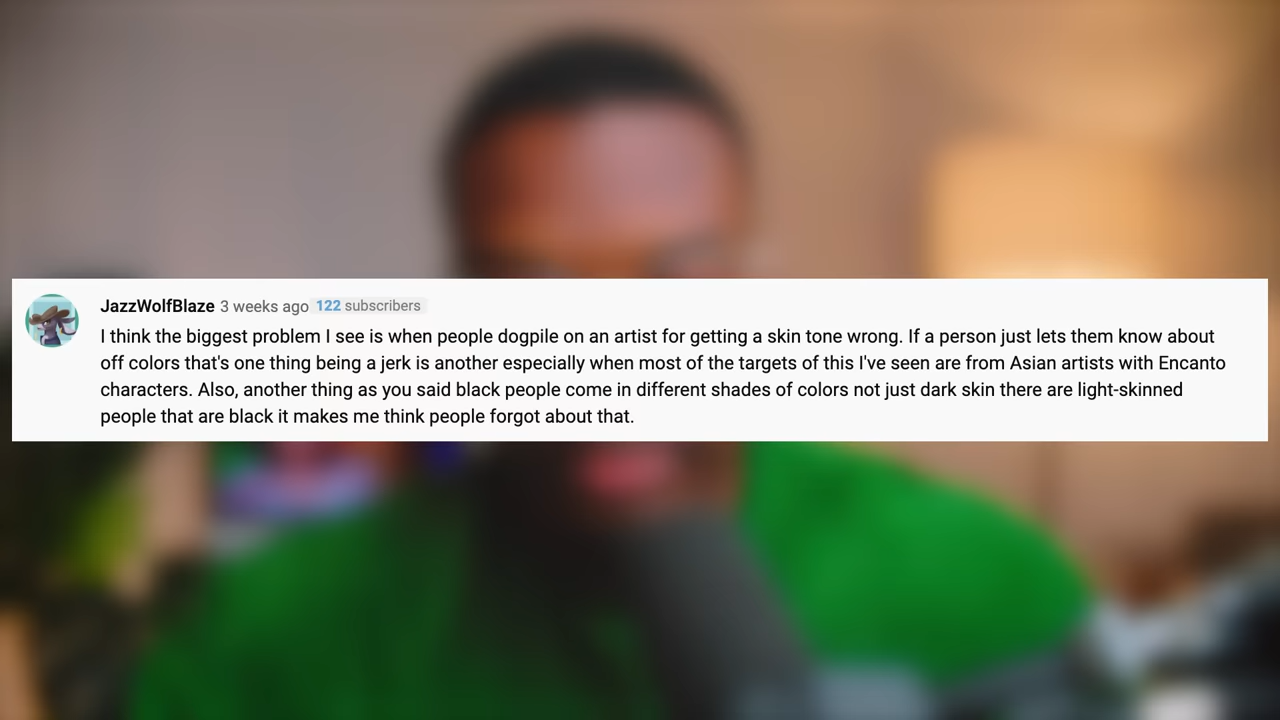 JazzWolfBlaze 3 weeks ago 122 subscribers
I think the biggest problem I see is when people dogpile on an artist for getting a skin tone wrong. If a person just lets them know about
off colors that's one thing being a jerk is another especially when most of the targets of this I've seen are from Asian artists with Encanto
characters. Also, another thing as you said black people come in different shades of colors not just dark skin there are light-skinned
people that are black it makes me think people forgot about that.